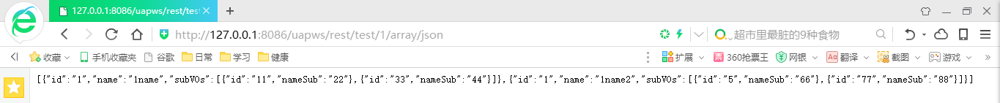 127.0.0.1:8086/uapws/rest/tes
http://127.0.0.1:8086/uapws/rest/test/1/array/json
超市里最脏的9种食物
收藏 手机收藏夹 谷歌 日常 学习 健康 扩展 360抢票王 网银 Aa 翻译 截图 游戏
[{"id":"1","name":"1name","subVOs":[{"id":"11","nameSub":"22"},{"id":"33","nameSub":"44"}]},{"id":"1","name":"1name2","subVOs":[{"id":"5","nameSub":"66"},{"id":"77","nameSub":"88"}]}]